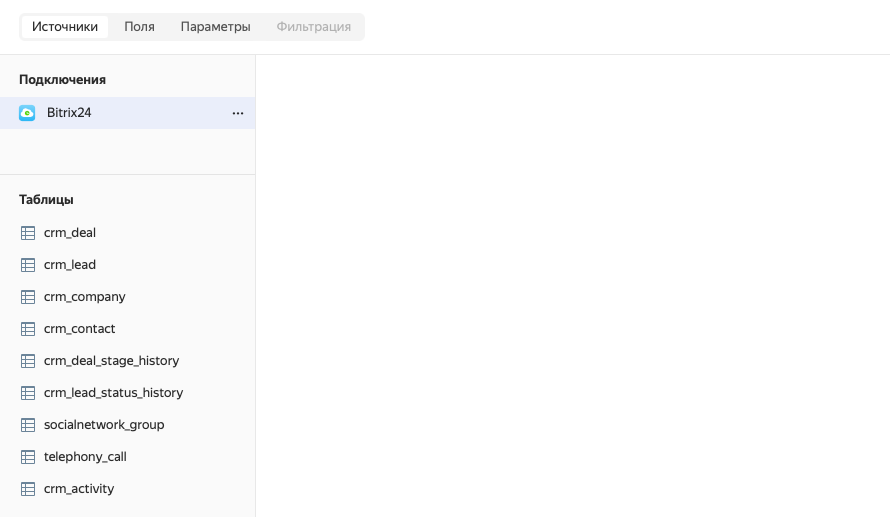 Источники Поля Параметры Фильтрация
Подключения
Bitrix24
Таблицы
crm_deal
crm_lead
crm_company
crm_contact
crm_deal_stage_history
crm_lead_status_history
socialnetwork_group
telephony_call
crm_activity